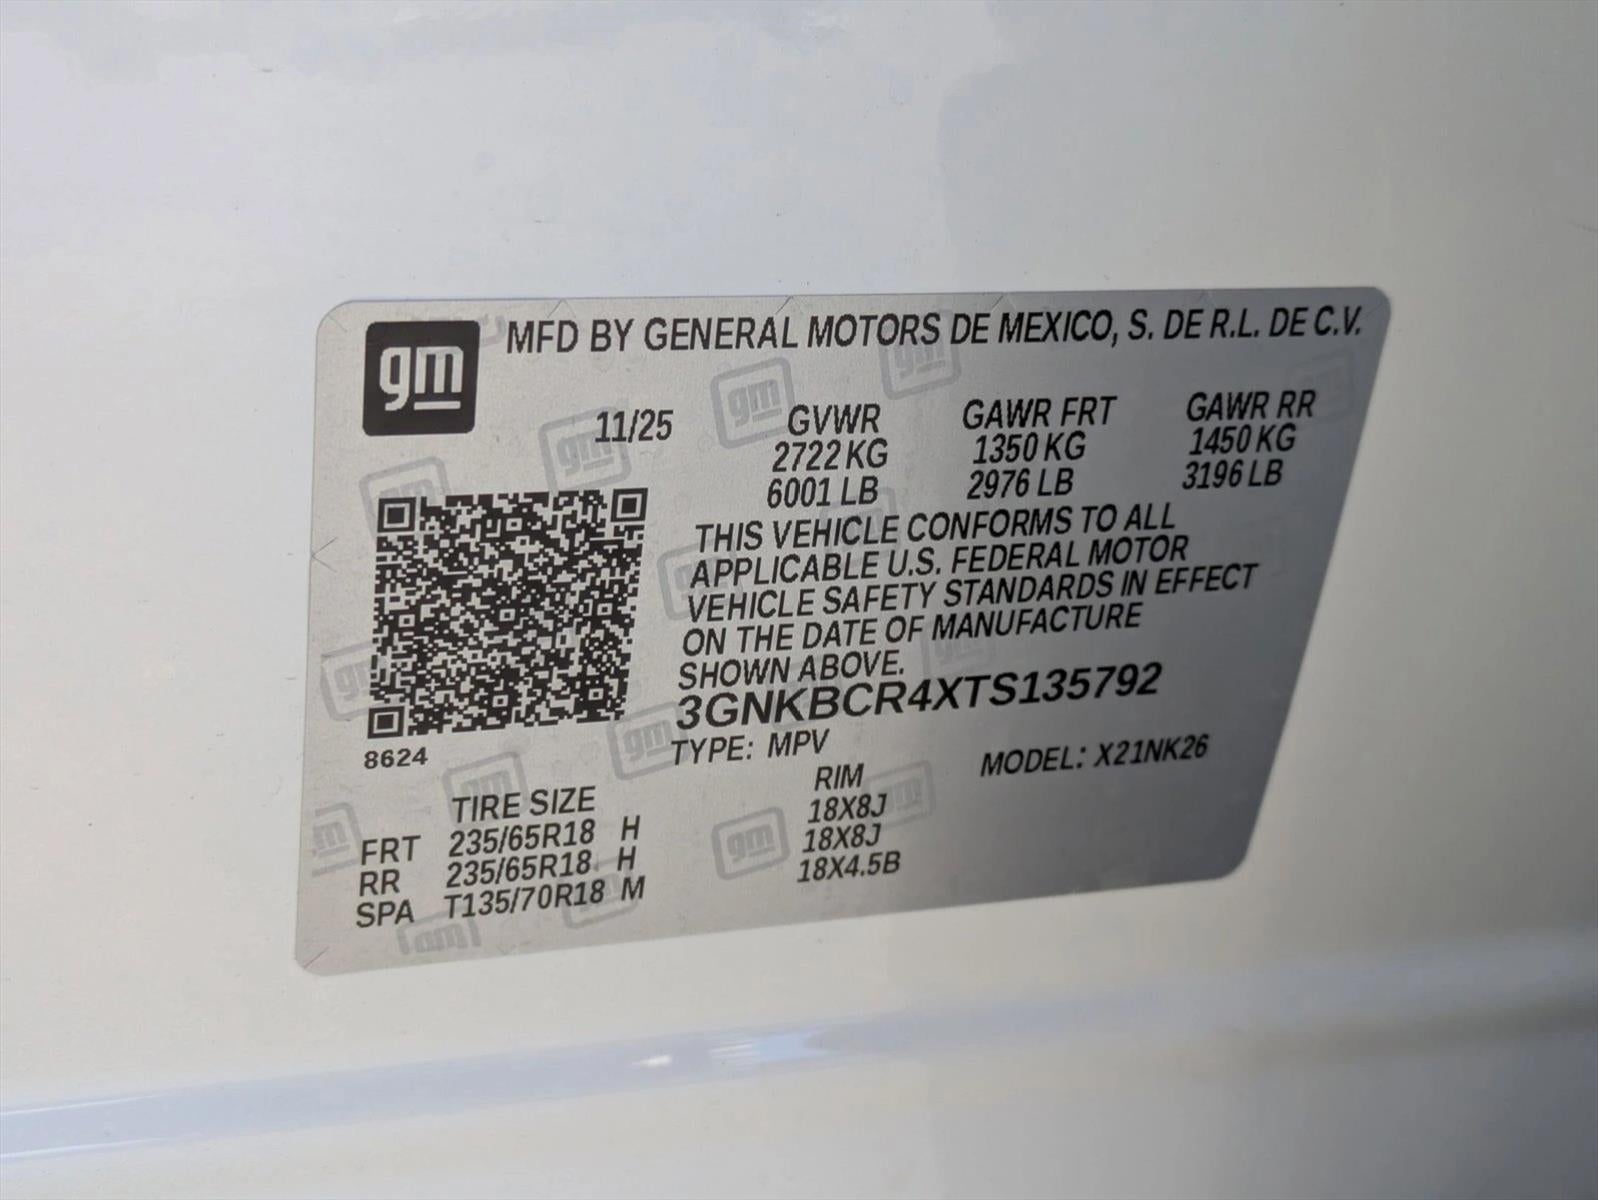 gm
MFD BY GENERAL MOTORS DE MEXICO, S. DE R.L. DE C.V.
11/25 GVWR GAWR FRT GAWR RR
2722 KG 1350 KG 1450 KG
6001 LB 2976 LB 3196 LB
THIS VEHICLE CONFORMS TO ALL
APPLICABLE U.S. FEDERAL MOTOR
VEHICLE SAFETY STANDARDS IN EFFECT
ON THE DATE OF MANUFACTURE
SHOWN ABOVE.
3GNKBCR4XTS135792
8624
TYPE: MPV MODEL: X21NK26
TIRE SIZE RIM
FRT 235/65R18 H 18X8J
RR 235/65R18 H 18X8J
SPA T135/70R18 M 18X4.5B